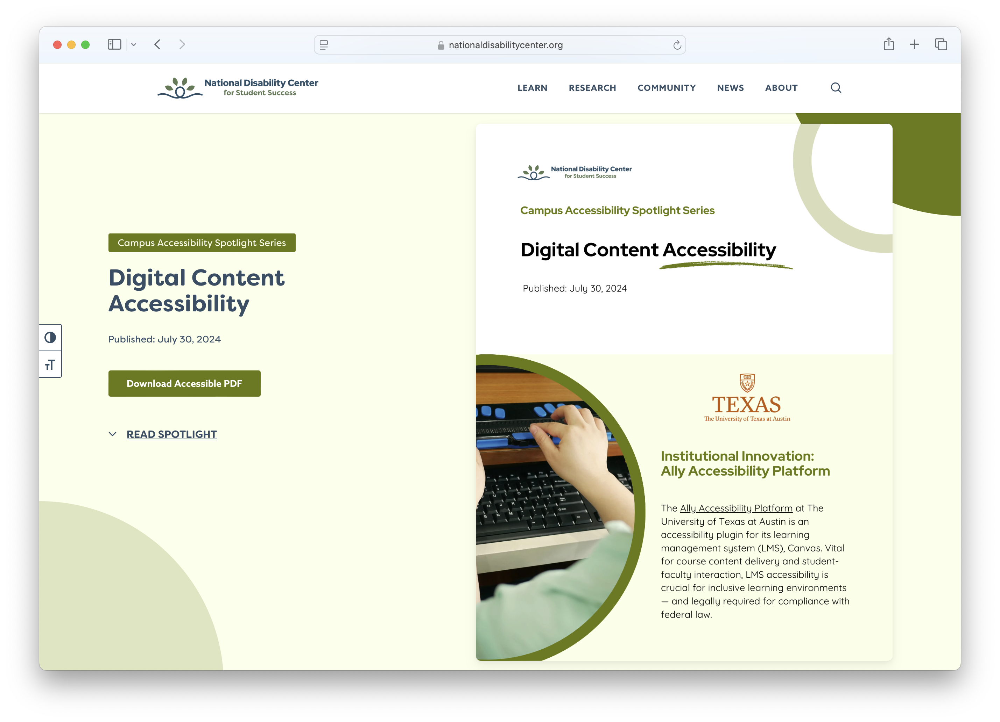 nationaldisabilitycenter.org
National Disability Center
for Student Success
LEARN
RESEARCH
COMMUNITY
NEWS
ABOUT
Campus Accessibility Spotlight Series
Digital Content
Accessibility
Published: July 30, 2024
Download Accessible PDF
READ SPOTLIGHT
TT
National Disability Center
for Student Success
Campus Accessibility Spotlight Series
Digital Content Accessibility
Published: July 30, 2024
TEXAS
The University of Texas at Austin
Institutional Innovation:
Ally Accessibility Platform
The Ally Accessibility Platform at The
University of Texas at Austin is an
accessibility plugin for its learning
management system (LMS), Canvas. Vital
for course content delivery and student-
faculty interaction, LMS accessibility is
crucial for inclusive learning environments
— and legally required for compliance with
federal law.